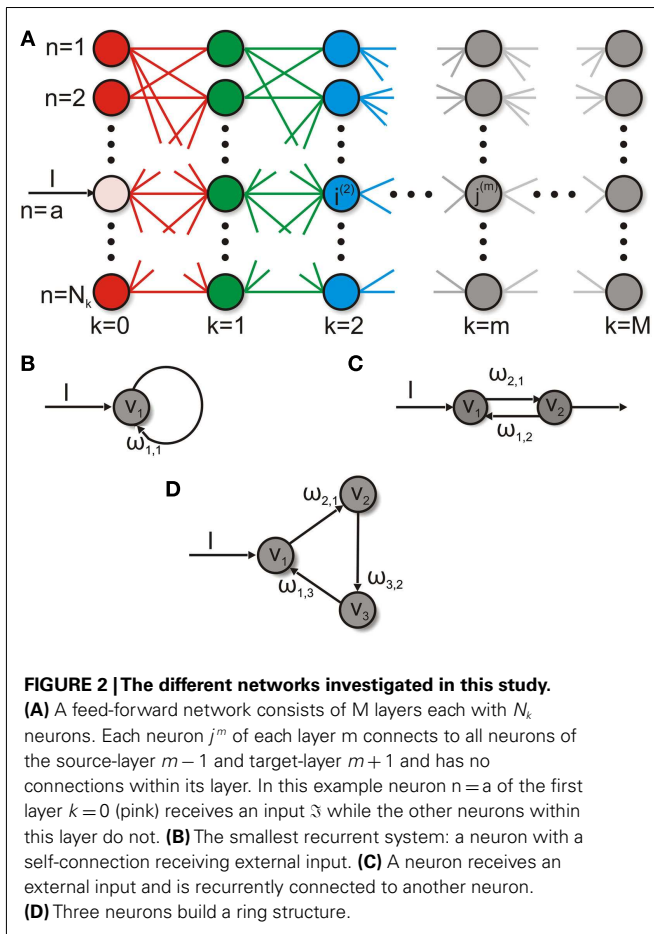 A
n=1
n=2
I
n=a
i(2)
j(m)
n=Nk
k=0 k=1 k=2 k=m k=M
B
I
v1
ω1,1
C
I
ω2,1
v1
v2
ω1,2
D
I
ω2,1
v2
v1
ω1,3
ω3,2
v3
FIGURE 2 | The different networks investigated in this study.
(A) A feed-forward network consists of M layers each with Nk
neurons. Each neuron j^m of each layer m connects to all neurons of
the source-layer m − 1 and target-layer m + 1 and has no
connections within its layer. In this example neuron n = a of the first
layer k = 0 (pink) receives an input ℑ while the other neurons within
this layer do not. (B) The smallest recurrent system: a neuron with a
self-connection receiving external input. (C) A neuron receives an
external input and is recurrently connected to another neuron.
(D) Three neurons build a ring structure.